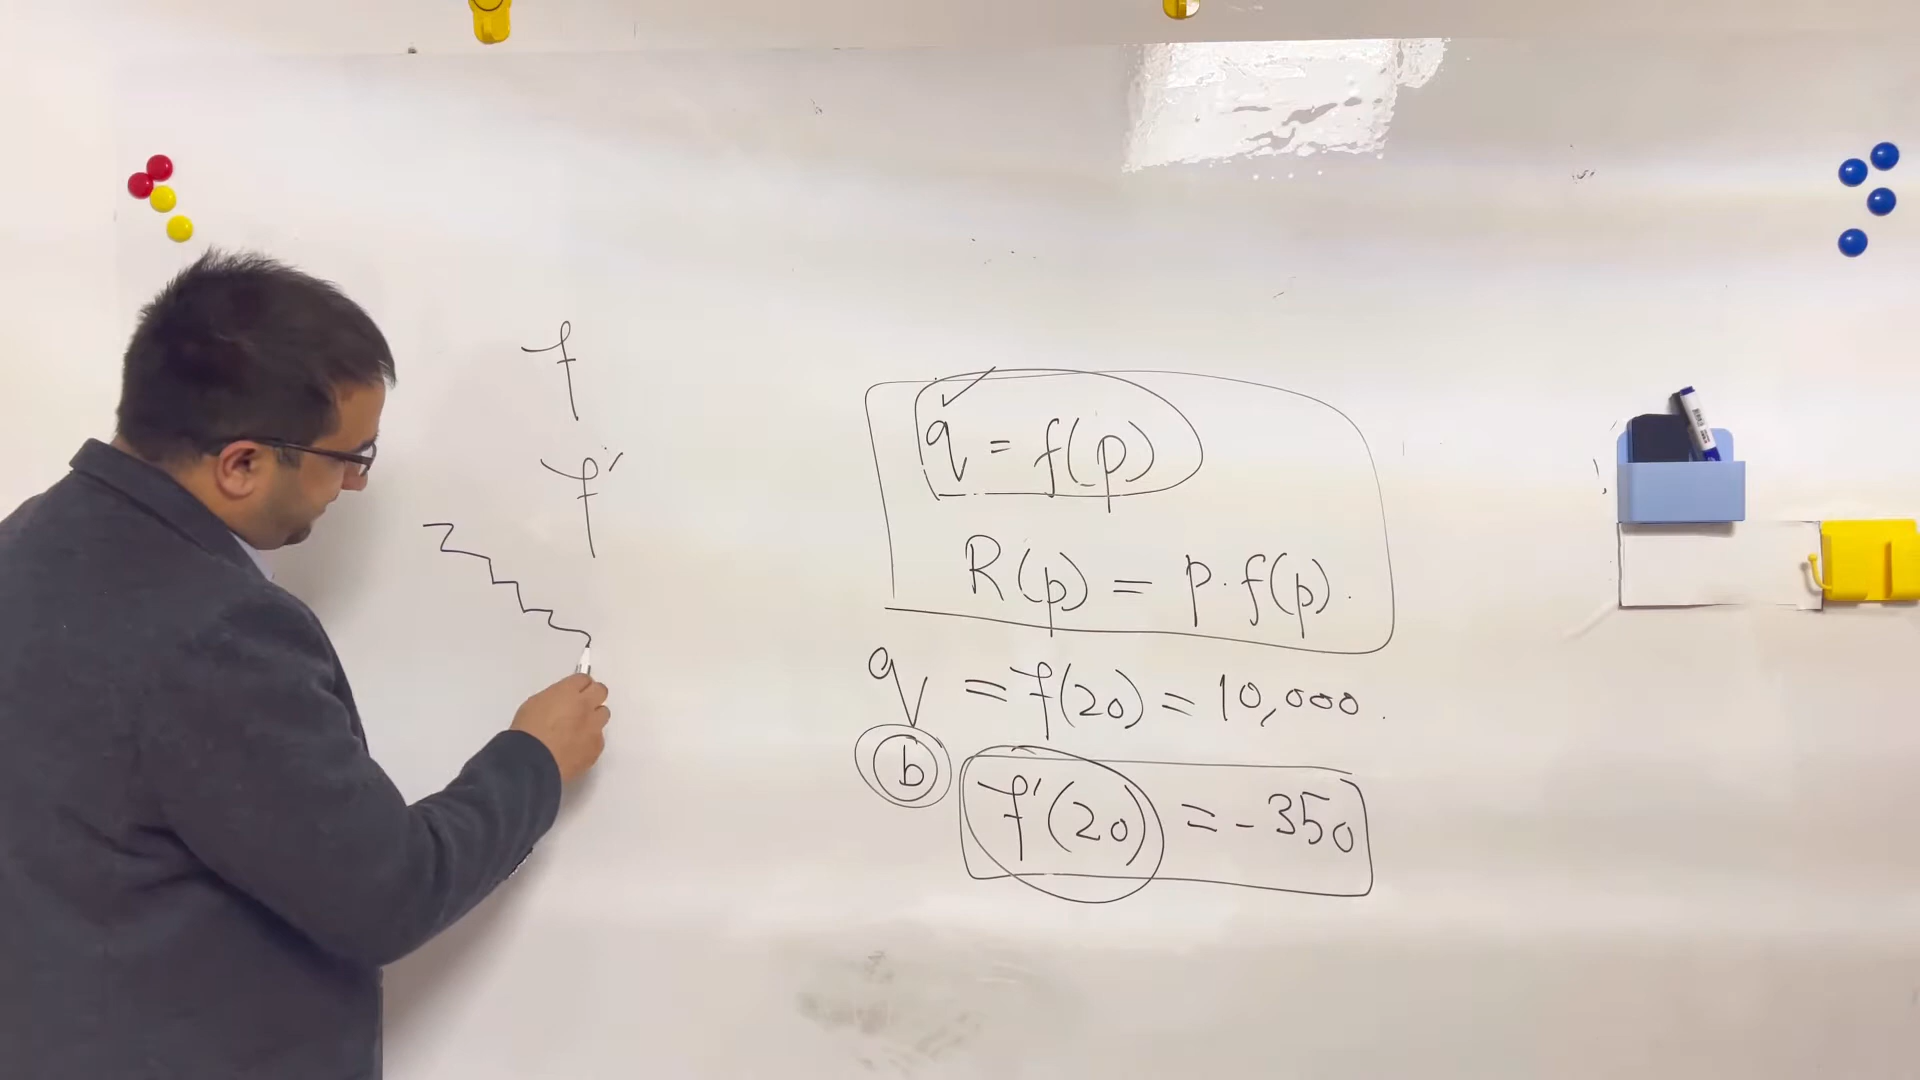 f
f'
q = f(p)
R(p) = p. f(p).
q = f(20) = 10,000.
b f'(20) = - 350